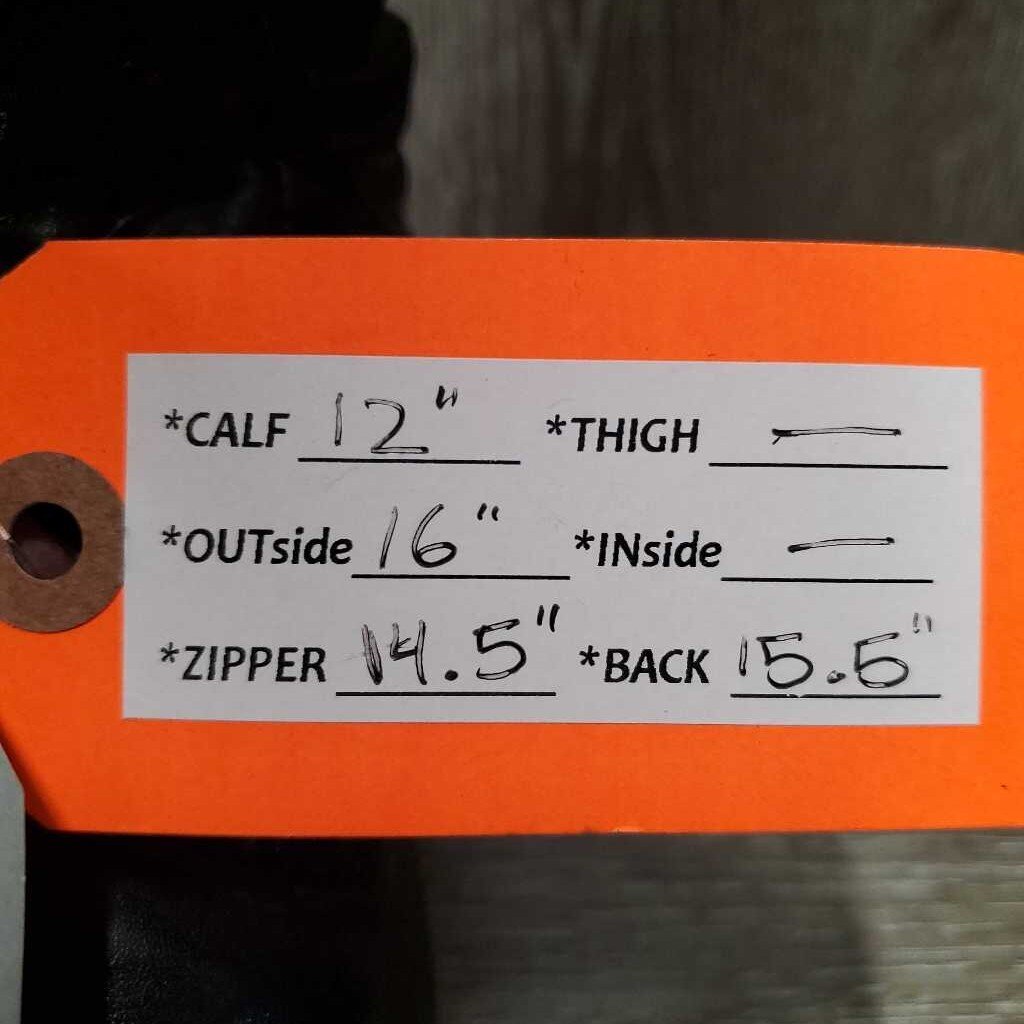 *CALF 12" *THIGH —
*OUTside 16" *INside —
*ZIPPER 14.5" *BACK 15.5"